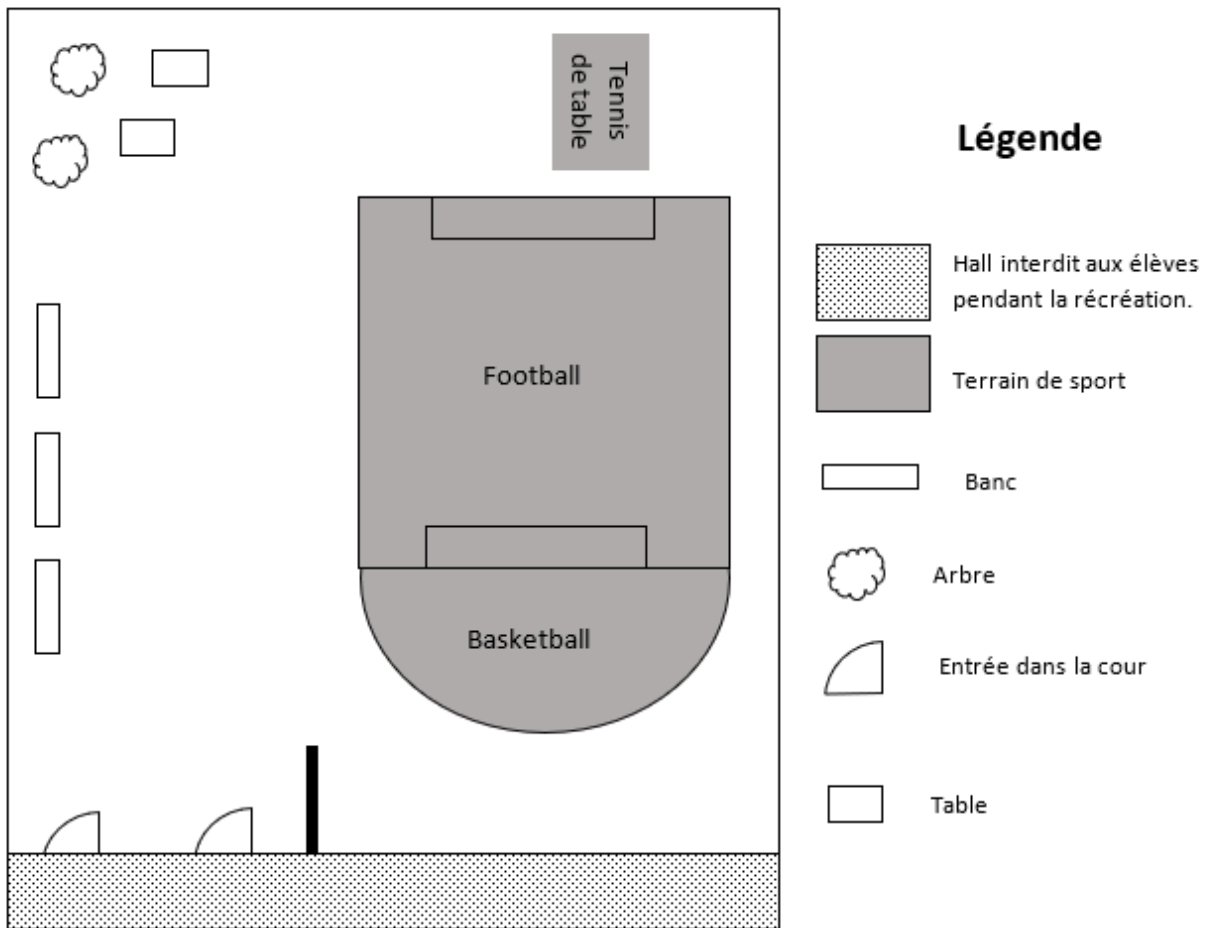 Tennis
de table
Football
Basketball
Légende
Hall interdit aux élèves
pendant la récréation.
Terrain de sport
Banc
Arbre
Entrée dans la cour
Table